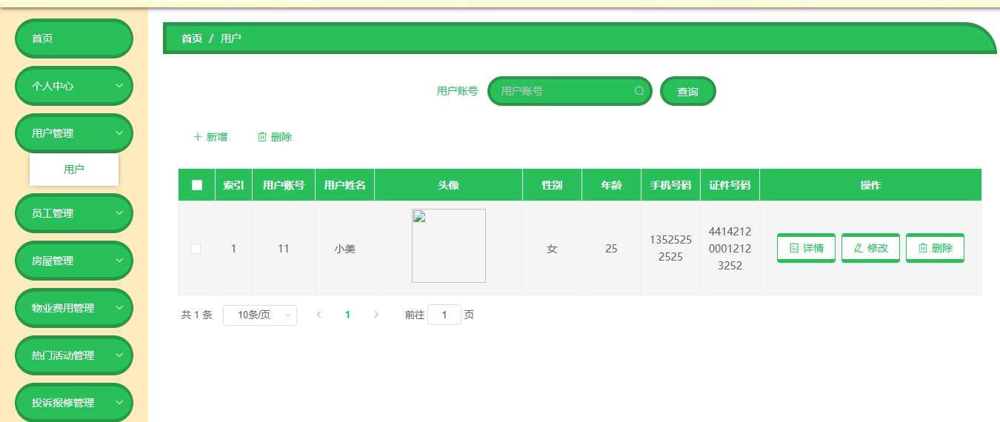 首页
个人中心
用户管理
用户
员工管理
房屋管理
物业费用管理
热门活动管理
投诉报修管理
首页 / 用户
用户账号 用户账号 查询
新增 删除
索引 用户账号 用户姓名 头像 性别 年龄 手机号码 证件号码 操作
1 11 小美 女 25 1352525 4414212 详情 修改 删除
2525 0001212
3252
共 1 条 10条/页 1 前往 1 页